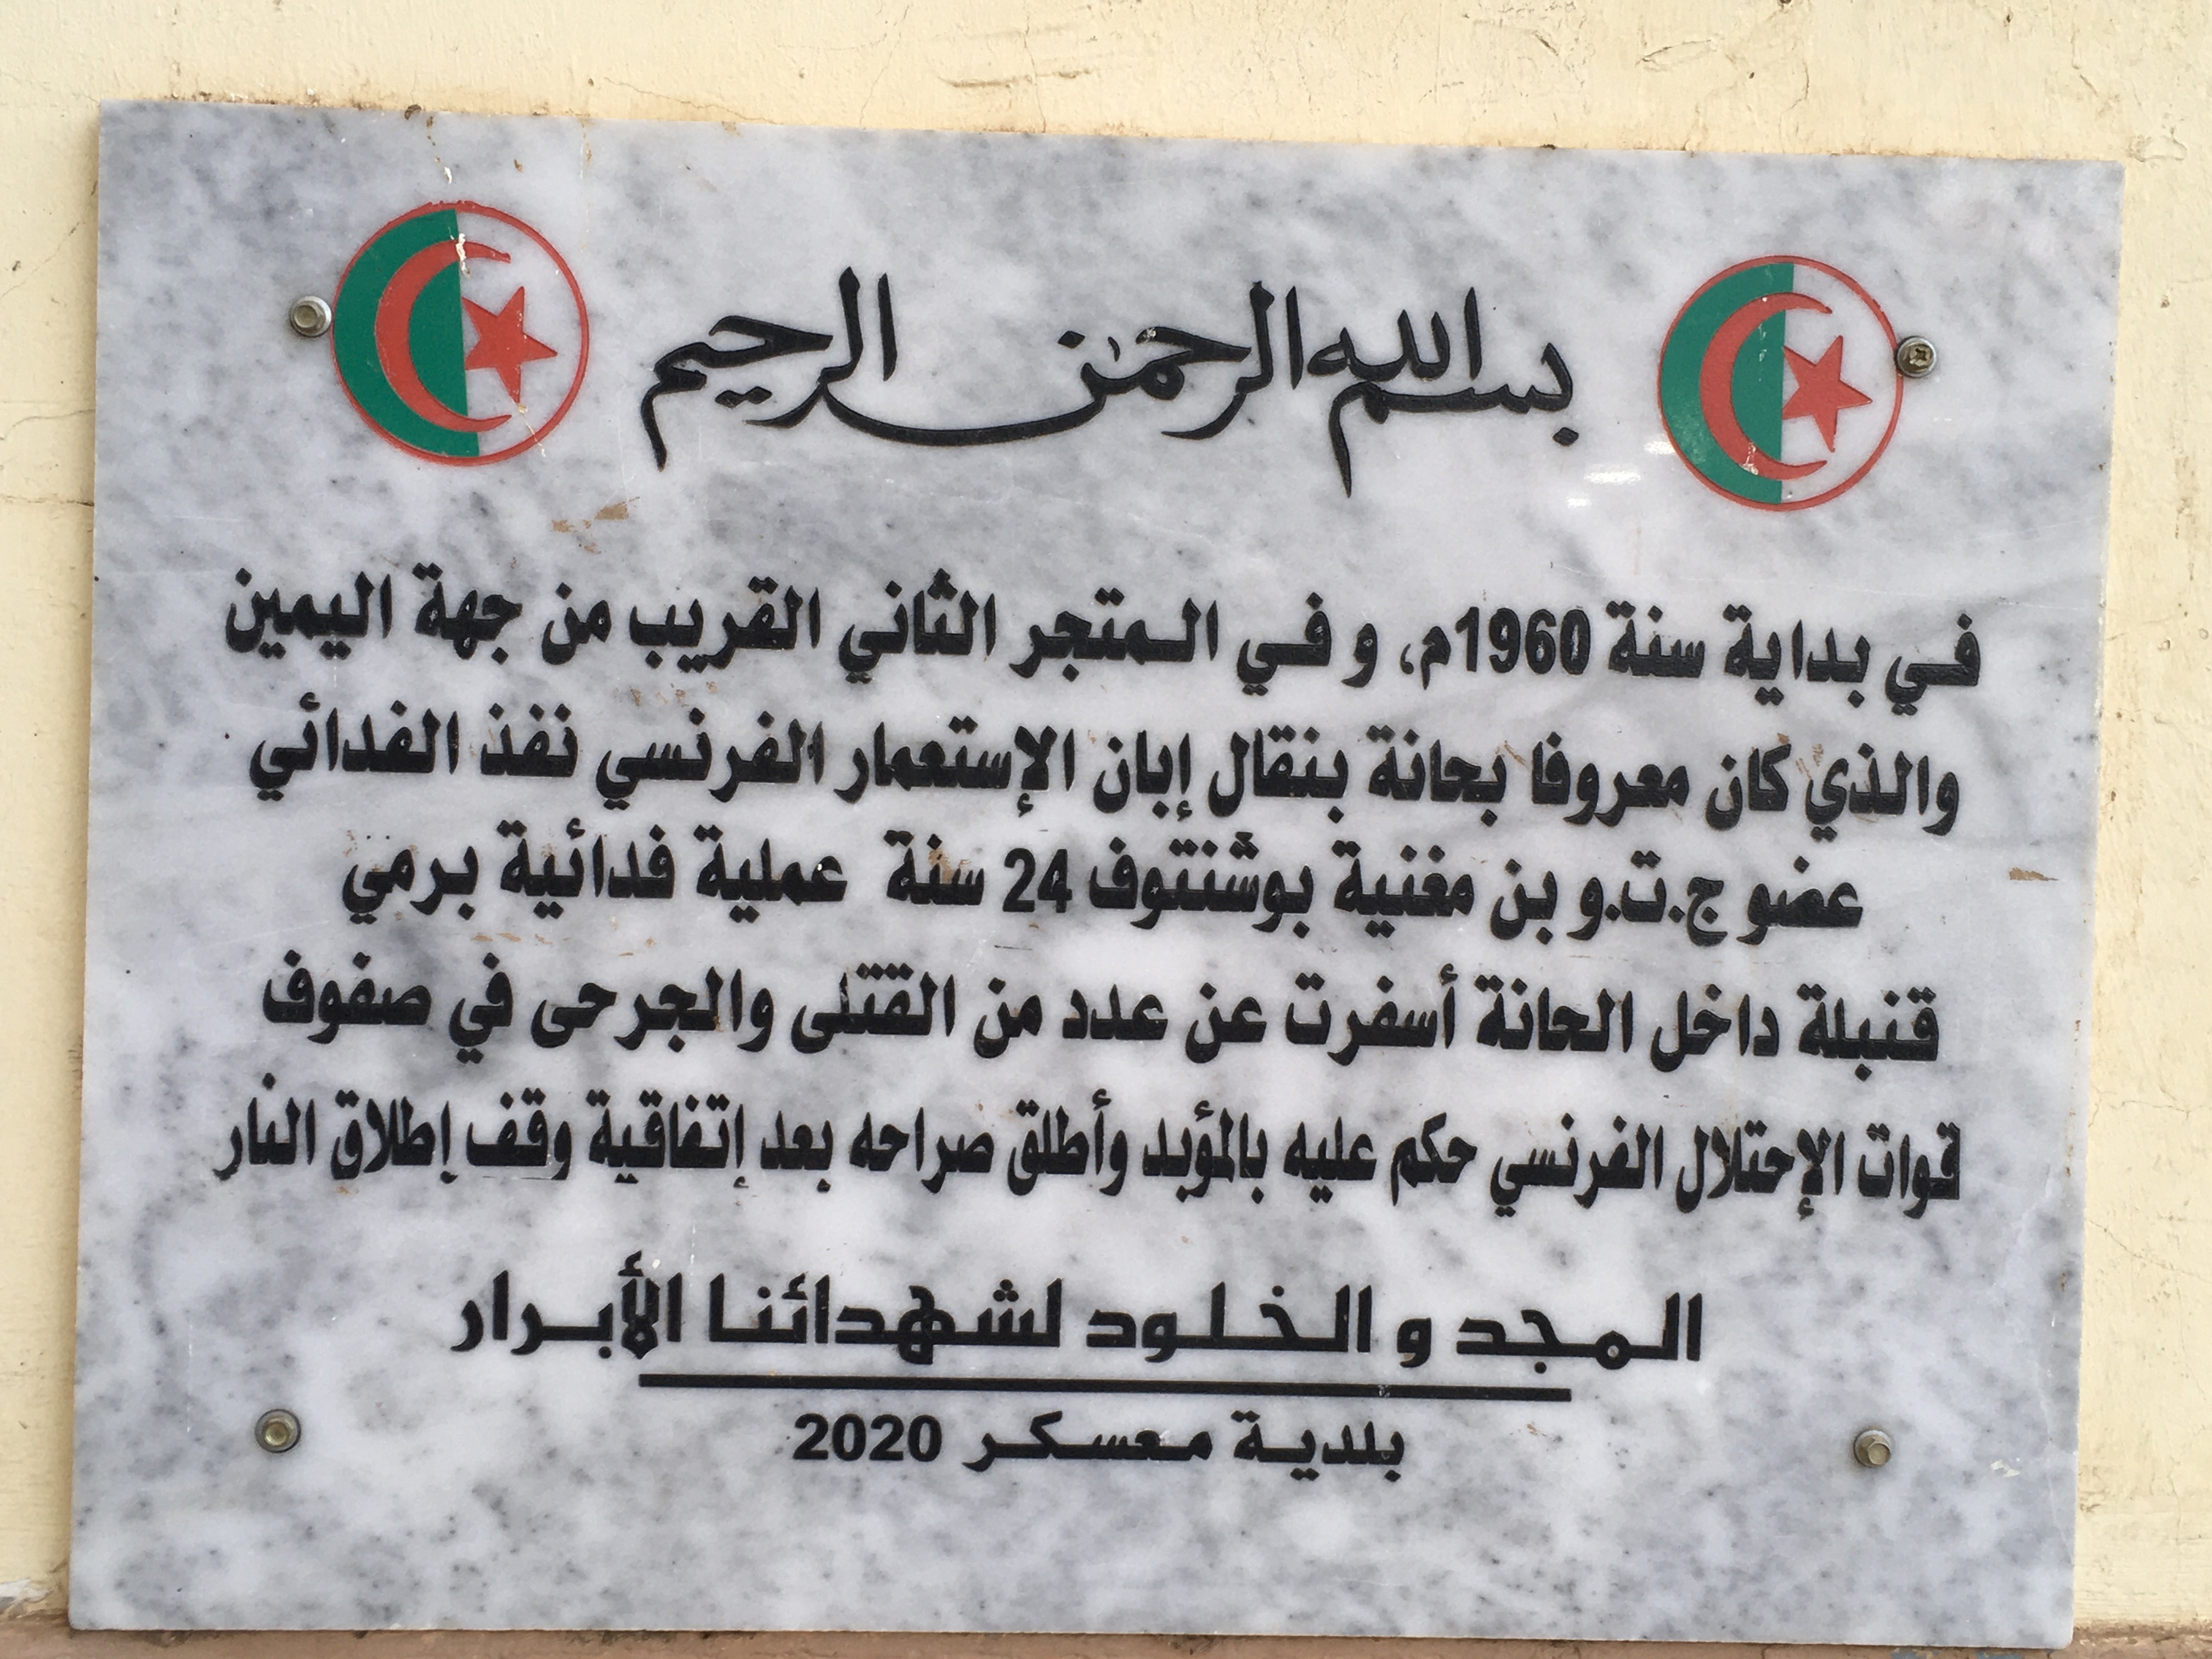 بسم الله الرحمن الرحيم
في بداية سنة 1960م، و في المتجر الثاني القريب من جهة اليمين
والذي كان معروفا بحانة بنقال إبان الإستعمار الفرنسي نفذ الفدائي
عضو ج.ت.و بن مغنية بوشنتوف 24 سنة عملية فدائية برمي
قنبلة داخل الحانة أسفرت عن عدد من القتلى والجرحى في صفوف
قوات الإحتلال الفرنسي حكم عليه بالمؤبد وأطلق صراحه بعد إتفاقية وقف إطلاق النار
المجد و الخلود لشهدائنا الأبرار
بلدية معسكر 2020